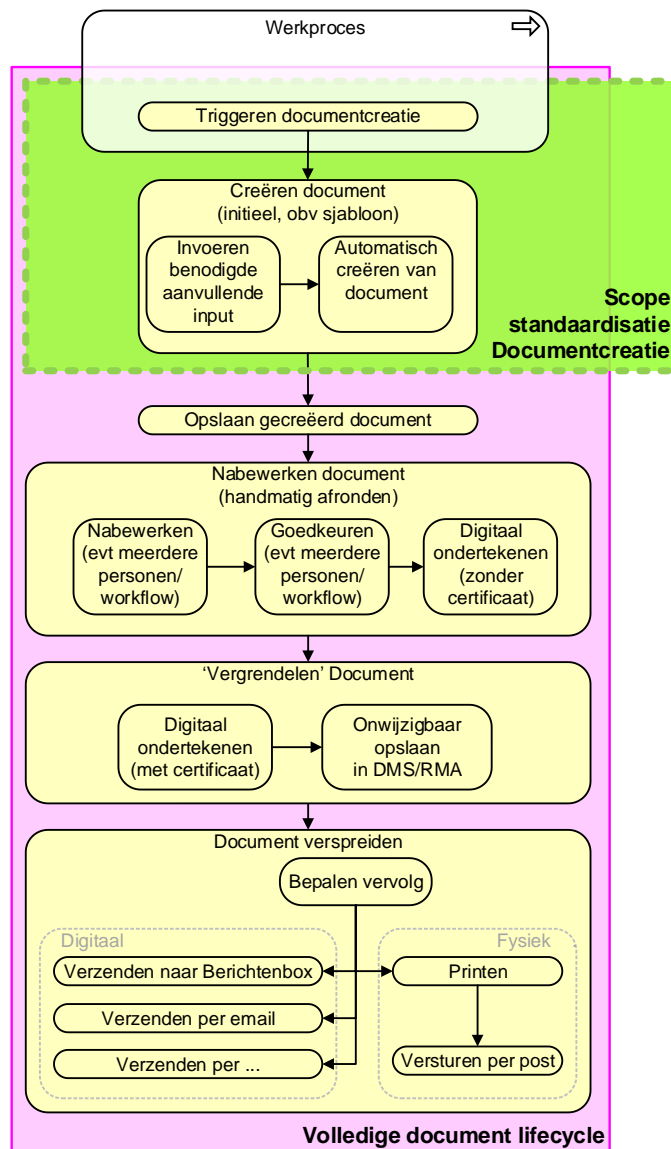 Werkproces
Triggeren documentcreatie
Creëren document
(initieel, obv sjabloon)
Invoeren
benodigde
aanvullende
input
Automatisch
creëren van
document
Scope
standaardisatie
Documentcreatie
Opslaan gecreëerd document
Nabewerken document
(handmatig afronden)
Nabewerken
(evt meerdere
personen/
workflow)
Goedkeuren
(evt meerdere
personen/
workflow)
Digitaal
ondertekenen
(zonder
certificaat)
‘Vergrendelen’ Document
Digitaal
ondertekenen
(met certificaat)
Onwijzigbaar
opslaan
in DMS/RMA
Document verspreiden
Bepalen vervolg
Digitaal
Verzenden naar Berichtenbox
Verzenden per email
Verzenden per ...
Fysiek
Printen
Versturen per post
Volledige document lifecycle